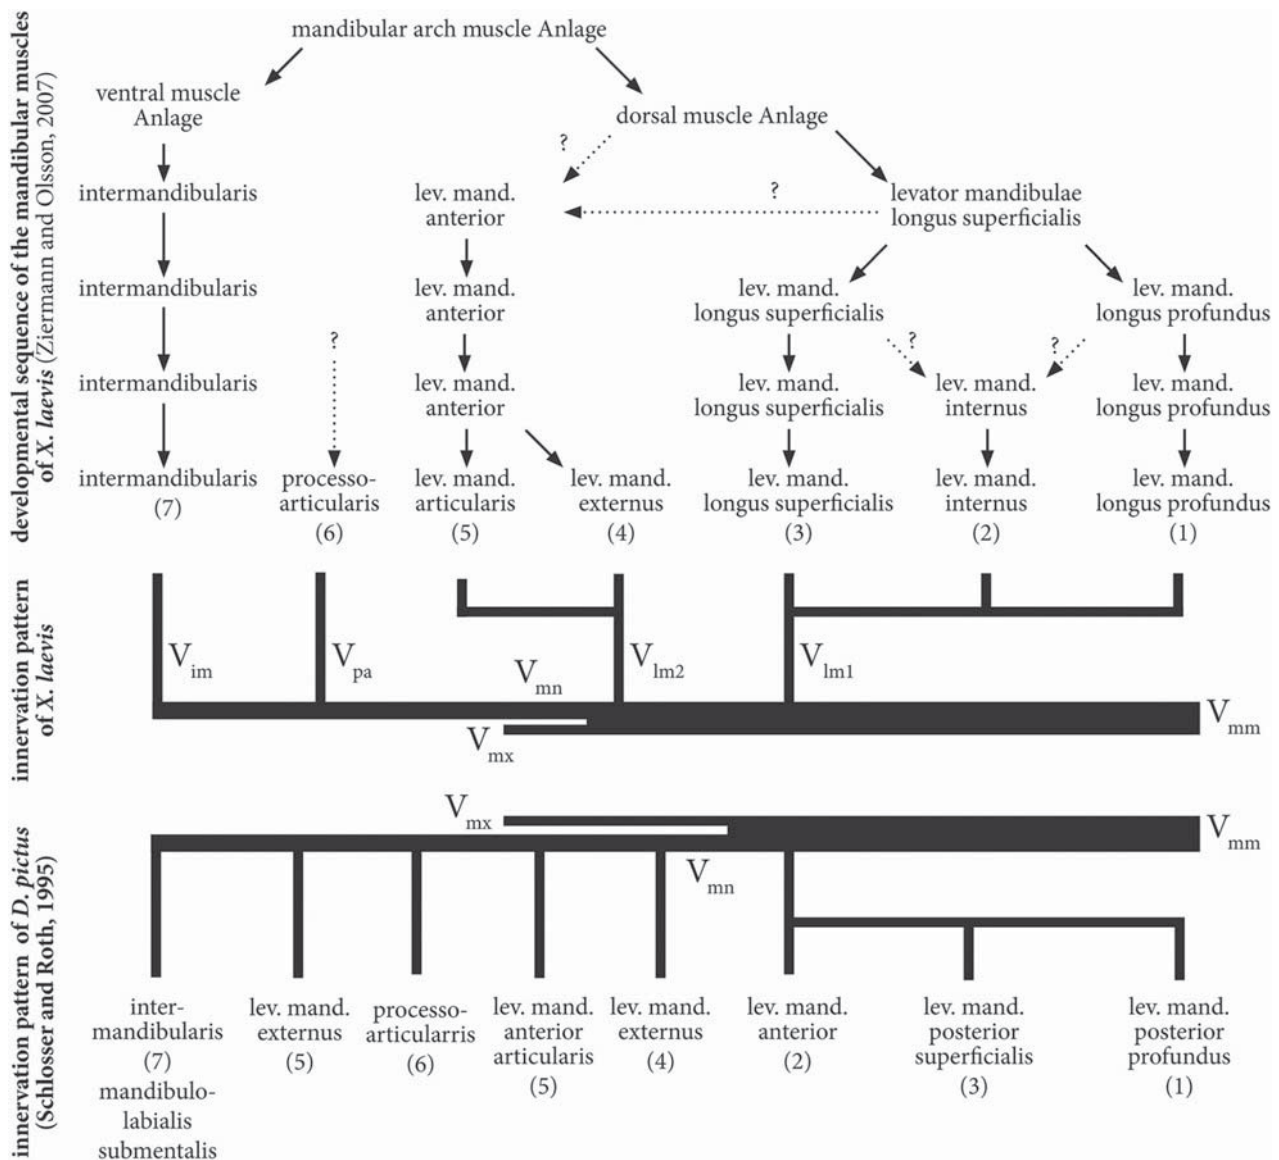 developmental sequence of the mandibular muscles
of X. laevis (Ziermann and Olsson, 2007)
mandibular arch muscle Anlage
ventral muscle
Anlage
dorsal muscle Anlage
?
intermandibularis
lev. mand.
anterior
?
levator mandibulae
longus superficialis
intermandibularis
lev. mand.
anterior
lev. mand.
longus superficialis
lev. mand.
longus profundus
?
?
?
intermandibularis
lev. mand.
anterior
lev. mand.
longus superficialis
lev. mand.
internus
lev. mand.
longus profundus
intermandibularis
(7)
processo-
articularis
(6)
lev. mand.
articularis
(5)
lev. mand.
externus
(4)
lev. mand.
longus superficialis
(3)
lev. mand.
internus
(2)
lev. mand.
longus profundus
(1)
innervation pattern
of X. laevis
Vim
Vpa
Vmn
Vlm2
Vlm1
Vmx
Vmm
innervation pattern of D. pictus
(Schlosser and Roth, 1995)
Vmx
Vmm
Vmn
inter-
mandibularis
(7)
mandibulo-
labialis
submentalis
lev. mand.
externus
(5)
processo-
articularris
(6)
lev. mand.
anterior
articularis
(5)
lev. mand.
externus
(4)
lev. mand.
anterior
(2)
lev. mand.
posterior
superficialis
(3)
lev. mand.
posterior
profundus
(1)